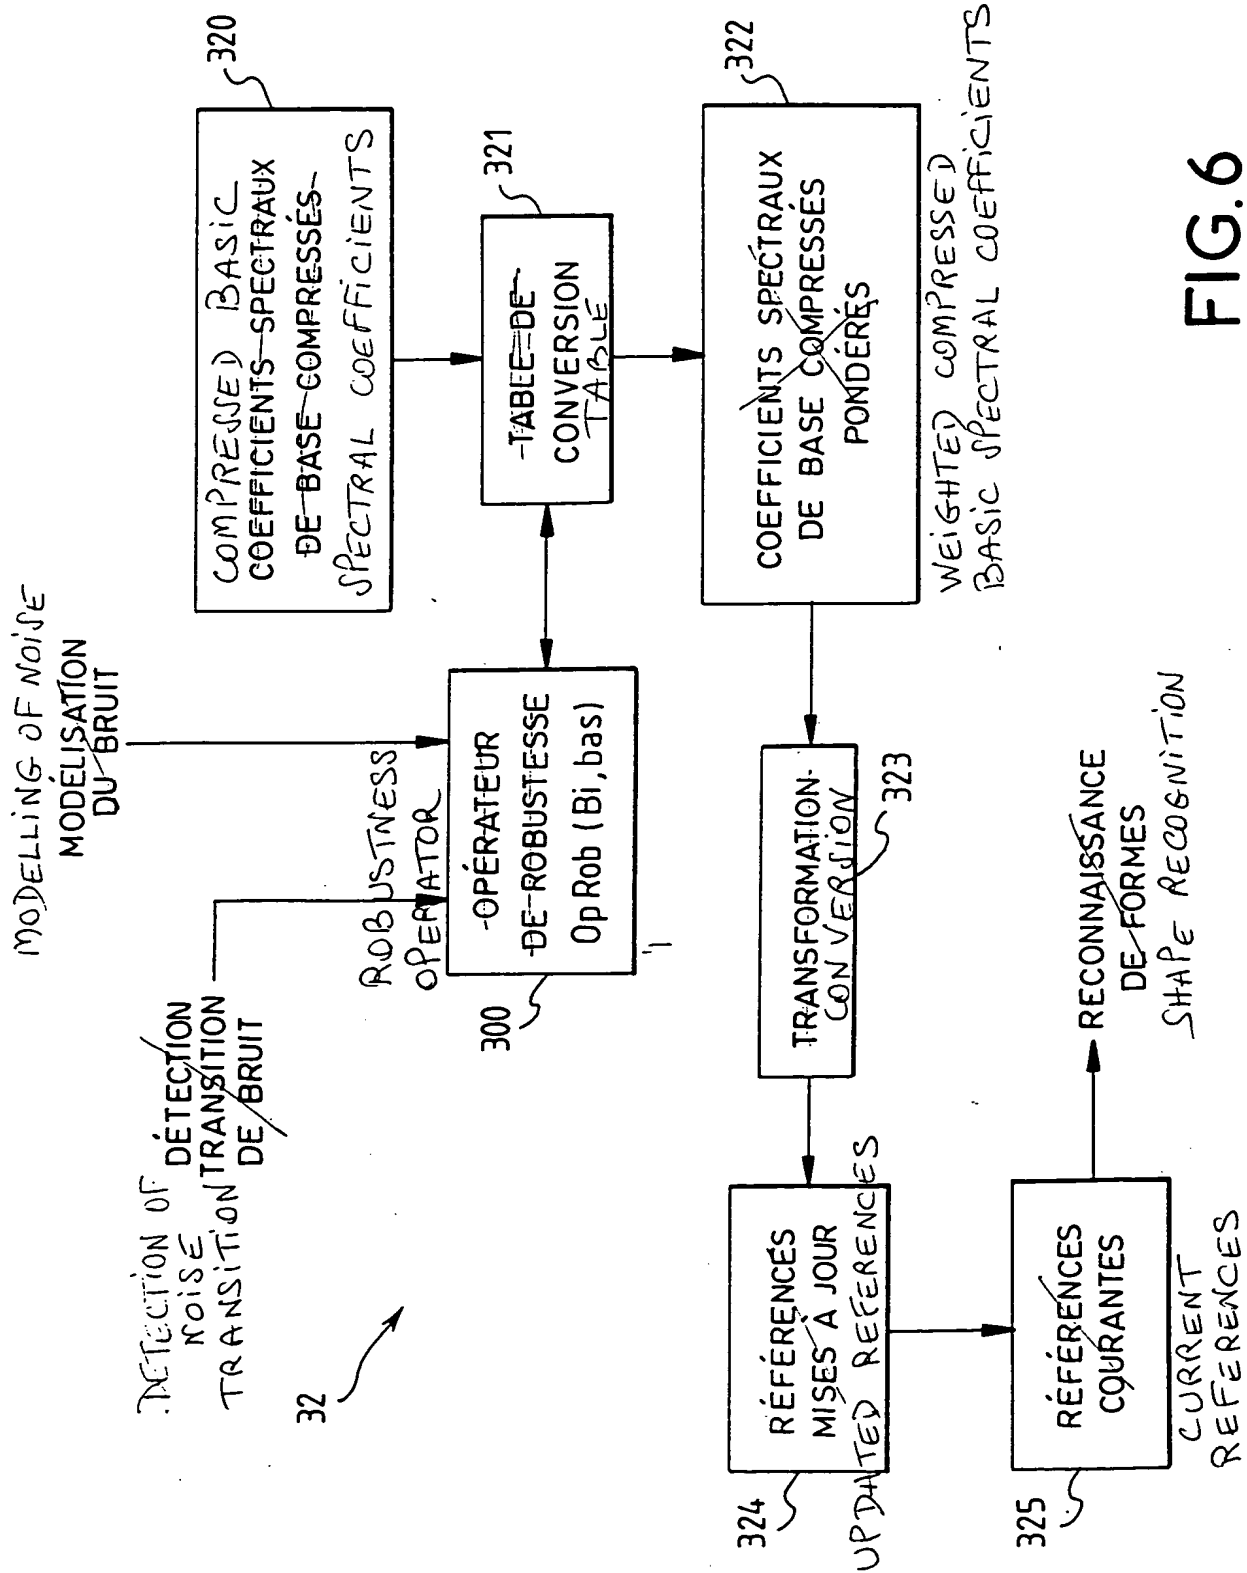 MODELLING OF NOISE
MODÉLISATION
DU BRUIT
DETECTION OF
NOISE
TRANSITION
DÉTECTION
TRANSITION
DE BRUIT
32
COMPRESSED BASIC
COEFFICIENTS SPECTRAUX
DE BASE COMPRESSÉS
SPECTRAL COEFFICIENTS
320
ROBUSTNESS
OPERATOR
OPÉRATEUR
DE ROBUSTESSE
OpRob (Bi,bas)
300
TABLE DE
CONVERSION
TABLE
321
COEFFICIENTS SPECTRAUX
DE BASE COMPRESSÉS
PONDÉRÉS
322
WEIGHTED COMPRESSED
BASIC SPECTRAL COEFFICIENTS
TRANSFORMATION
CONVERSION
323
RÉFÉRENCES
MISES À JOUR
UPDATED REFERENCES
324
RÉFÉRENCES
COURANTES
325
CURRENT
REFERENCES
RECONNAISSANCE
DE FORMES
SHAPE RECOGNITION
FIG.6